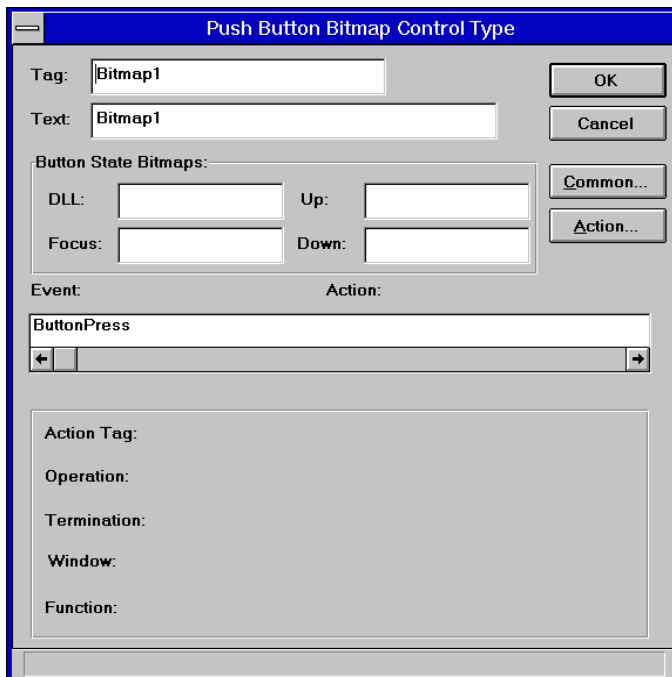 Push Button Bitmap Control Type
Tag: Bitmap1
OK
Text: Bitmap1
Cancel
Button State Bitmaps:
Common...
DLL: Up:
Action...
Focus: Down:
Event: Action:
ButtonPress
Action Tag:
Operation:
Termination:
Window:
Function: